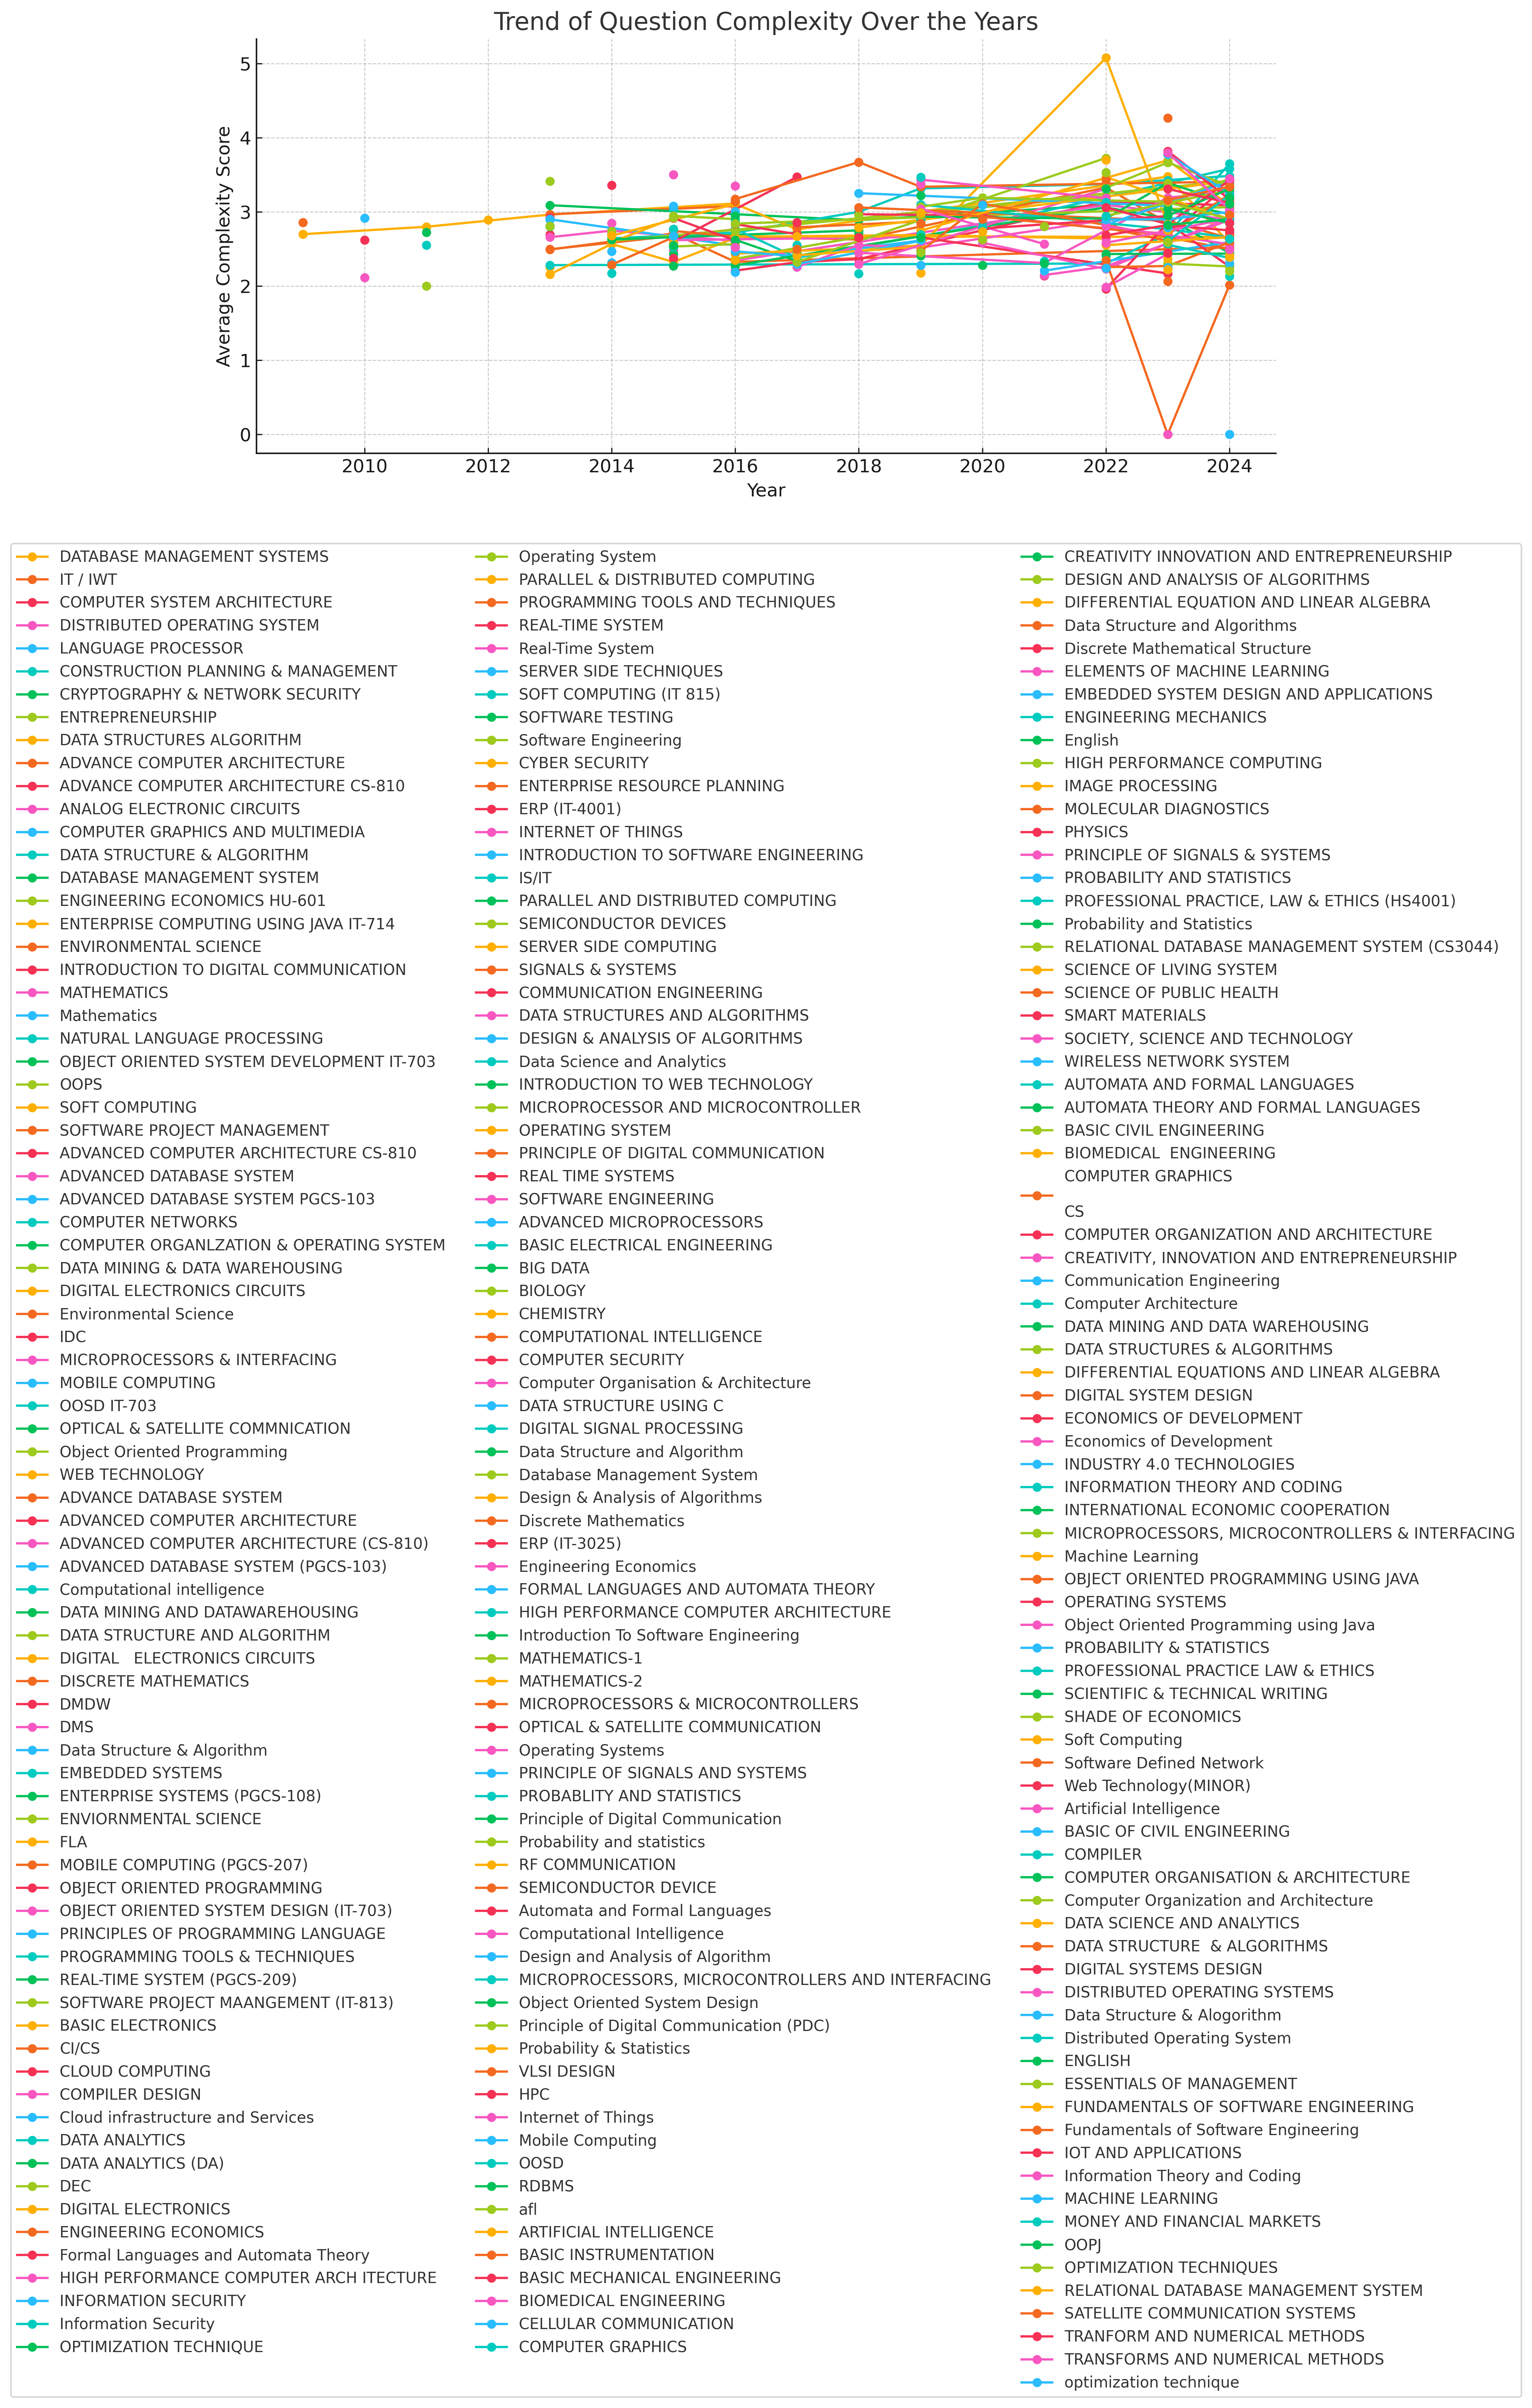 Trend of Question Complexity Over the Years
5
4
3
2
1
0
Average Complexity Score
2010 2012 2014 2016 2018 2020 2022 2024
Year
DATABASE MANAGEMENT SYSTEMS
IT / IWT
COMPUTER SYSTEM ARCHITECTURE
DISTRIBUTED OPERATING SYSTEM
LANGUAGE PROCESSOR
CONSTRUCTION PLANNING & MANAGEMENT
CRYPTOGRAPHY & NETWORK SECURITY
ENTREPRENEURSHIP
DATA STRUCTURES ALGORITHM
ADVANCE COMPUTER ARCHITECTURE
ADVANCE COMPUTER ARCHITECTURE CS-810
ANALOG ELECTRONIC CIRCUITS
COMPUTER GRAPHICS AND MULTIMEDIA
DATA STRUCTURE & ALGORITHM
DATABASE MANAGEMENT SYSTEM
ENGINEERING ECONOMICS HU-601
ENTERPRISE COMPUTING USING JAVA IT-714
ENVIRONMENTAL SCIENCE
INTRODUCTION TO DIGITAL COMMUNICATION
MATHEMATICS
Mathematics
NATURAL LANGUAGE PROCESSING
OBJECT ORIENTED SYSTEM DEVELOPMENT IT-703
OOPS
SOFT COMPUTING
SOFTWARE PROJECT MANAGEMENT
ADVANCED COMPUTER ARCHITECTURE CS-810
ADVANCED DATABASE SYSTEM
ADVANCED DATABASE SYSTEM PGCS-103
COMPUTER NETWORKS
COMPUTER ORGANLZATION & OPERATING SYSTEM
DATA MINING & DATA WAREHOUSING
DIGITAL ELECTRONICS CIRCUITS
Environmental Science
IDC
MICROPROCESSORS & INTERFACING
MOBILE COMPUTING
OOSD IT-703
OPTICAL & SATELLITE COMMNICATION
Object Oriented Programming
WEB TECHNOLOGY
ADVANCE DATABASE SYSTEM
ADVANCED COMPUTER ARCHITECTURE
ADVANCED COMPUTER ARCHITECTURE (CS-810)
ADVANCED DATABASE SYSTEM (PGCS-103)
Computational intelligence
DATA MINING AND DATAWAREHOUSING
DATA STRUCTURE AND ALGORITHM
DIGITAL   ELECTRONICS CIRCUITS
DISCRETE MATHEMATICS
DMDW
DMS
Data Structure & Algorithm
EMBEDDED SYSTEMS
ENTERPRISE SYSTEMS (PGCS-108)
ENVIORNMENTAL SCIENCE
FLA
MOBILE COMPUTING (PGCS-207)
OBJECT ORIENTED PROGRAMMING
OBJECT ORIENTED SYSTEM DESIGN (IT-703)
PRINCIPLES OF PROGRAMMING LANGUAGE
PROGRAMMING TOOLS & TECHNIQUES
REAL-TIME SYSTEM (PGCS-209)
SOFTWARE PROJECT MAANGEMENT (IT-813)
BASIC ELECTRONICS
CI/CS
CLOUD COMPUTING
COMPILER DESIGN
Cloud infrastructure and Services
DATA ANALYTICS
DATA ANALYTICS (DA)
DEC
DIGITAL ELECTRONICS
ENGINEERING ECONOMICS
Formal Languages and Automata Theory
HIGH PERFORMANCE COMPUTER ARCH ITECTURE
INFORMATION SECURITY
Information Security
OPTIMIZATION TECHNIQUE
Operating System
PARALLEL & DISTRIBUTED COMPUTING
PROGRAMMING TOOLS AND TECHNIQUES
REAL-TIME SYSTEM
Real-Time System
SERVER SIDE TECHNIQUES
SOFT COMPUTING (IT 815)
SOFTWARE TESTING
Software Engineering
CYBER SECURITY
ENTERPRISE RESOURCE PLANNING
ERP (IT-4001)
INTERNET OF THINGS
INTRODUCTION TO SOFTWARE ENGINEERING
IS/IT
PARALLEL AND DISTRIBUTED COMPUTING
SEMICONDUCTOR DEVICES
SERVER SIDE COMPUTING
SIGNALS & SYSTEMS
COMMUNICATION ENGINEERING
DATA STRUCTURES AND ALGORITHMS
DESIGN & ANALYSIS OF ALGORITHMS
Data Science and Analytics
INTRODUCTION TO WEB TECHNOLOGY
MICROPROCESSOR AND MICROCONTROLLER
OPERATING SYSTEM
PRINCIPLE OF DIGITAL COMMUNICATION
REAL TIME SYSTEMS
SOFTWARE ENGINEERING
ADVANCED MICROPROCESSORS
BASIC ELECTRICAL ENGINEERING
BIG DATA
BIOLOGY
CHEMISTRY
COMPUTATIONAL INTELLIGENCE
COMPUTER SECURITY
Computer Organisation & Architecture
DATA STRUCTURE USING C
DIGITAL SIGNAL PROCESSING
Data Structure and Algorithm
Database Management System
Design & Analysis of Algorithms
Discrete Mathematics
ERP (IT-3025)
Engineering Economics
FORMAL LANGUAGES AND AUTOMATA THEORY
HIGH PERFORMANCE COMPUTER ARCHITECTURE
Introduction To Software Engineering
MATHEMATICS-1
MATHEMATICS-2
MICROPROCESSORS & MICROCONTROLLERS
OPTICAL & SATELLITE COMMUNICATION
Operating Systems
PRINCIPLE OF SIGNALS AND SYSTEMS
PROBABLITY AND STATISTICS
Principle of Digital Communication
Probability and statistics
RF COMMUNICATION
SEMICONDUCTOR DEVICE
Automata and Formal Languages
Computational Intelligence
Design and Analysis of Algorithm
MICROPROCESSORS, MICROCONTROLLERS AND INTERFACING
Object Oriented System Design
Principle of Digital Communication (PDC)
Probability & Statistics
VLSI DESIGN
HPC
Internet of Things
Mobile Computing
OOSD
RDBMS
afl
ARTIFICIAL INTELLIGENCE
BASIC INSTRUMENTATION
BASIC MECHANICAL ENGINEERING
BIOMEDICAL ENGINEERING
CELLULAR COMMUNICATION
COMPUTER GRAPHICS
CREATIVITY INNOVATION AND ENTREPRENEURSHIP
DESIGN AND ANALYSIS OF ALGORITHMS
DIFFERENTIAL EQUATION AND LINEAR ALGEBRA
Data Structure and Algorithms
Discrete Mathematical Structure
ELEMENTS OF MACHINE LEARNING
EMBEDDED SYSTEM DESIGN AND APPLICATIONS
ENGINEERING MECHANICS
English
HIGH PERFORMANCE COMPUTING
IMAGE PROCESSING
MOLECULAR DIAGNOSTICS
PHYSICS
PRINCIPLE OF SIGNALS & SYSTEMS
PROBABILITY AND STATISTICS
PROFESSIONAL PRACTICE, LAW & ETHICS (HS4001)
Probability and Statistics
RELATIONAL DATABASE MANAGEMENT SYSTEM (CS3044)
SCIENCE OF LIVING SYSTEM
SCIENCE OF PUBLIC HEALTH
SMART MATERIALS
SOCIETY, SCIENCE AND TECHNOLOGY
WIRELESS NETWORK SYSTEM
AUTOMATA AND FORMAL LANGUAGES
AUTOMATA THEORY AND FORMAL LANGUAGES
BASIC CIVIL ENGINEERING
BIOMEDICAL  ENGINEERING
COMPUTER GRAPHICS
CS
COMPUTER ORGANIZATION AND ARCHITECTURE
CREATIVITY, INNOVATION AND ENTREPRENEURSHIP
Communication Engineering
Computer Architecture
DATA MINING AND DATA WAREHOUSING
DATA STRUCTURES & ALGORITHMS
DIFFERENTIAL EQUATIONS AND LINEAR ALGEBRA
DIGITAL SYSTEM DESIGN
ECONOMICS OF DEVELOPMENT
Economics of Development
INDUSTRY 4.0 TECHNOLOGIES
INFORMATION THEORY AND CODING
INTERNATIONAL ECONOMIC COOPERATION
MICROPROCESSORS, MICROCONTROLLERS & INTERFACING
Machine Learning
OBJECT ORIENTED PROGRAMMING USING JAVA
OPERATING SYSTEMS
Object Oriented Programming using Java
PROBABILITY & STATISTICS
PROFESSIONAL PRACTICE LAW & ETHICS
SCIENTIFIC & TECHNICAL WRITING
SHADE OF ECONOMICS
Soft Computing
Software Defined Network
Web Technology(MINOR)
Artificial Intelligence
BASIC OF CIVIL ENGINEERING
COMPILER
COMPUTER ORGANISATION & ARCHITECTURE
Computer Organization and Architecture
DATA SCIENCE AND ANALYTICS
DATA STRUCTURE  & ALGORITHMS
DIGITAL SYSTEMS DESIGN
DISTRIBUTED OPERATING SYSTEMS
Data Structure & Alogorithm
Distributed Operating System
ENGLISH
ESSENTIALS OF MANAGEMENT
FUNDAMENTALS OF SOFTWARE ENGINEERING
Fundamentals of Software Engineering
IOT AND APPLICATIONS
Information Theory and Coding
MACHINE LEARNING
MONEY AND FINANCIAL MARKETS
OOPJ
OPTIMIZATION TECHNIQUES
RELATIONAL DATABASE MANAGEMENT SYSTEM
SATELLITE COMMUNICATION SYSTEMS
TRANFORM AND NUMERICAL METHODS
TRANSFORMS AND NUMERICAL METHODS
optimization technique